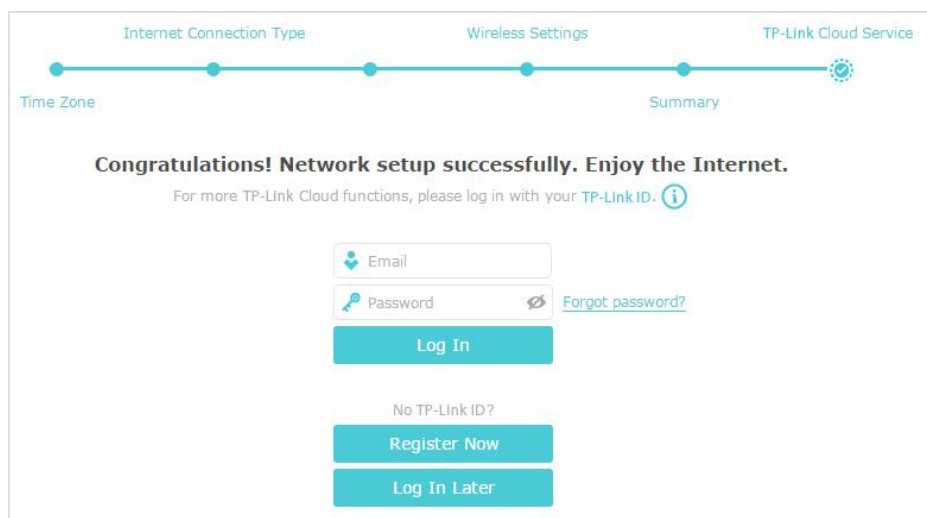 Internet Connection Type
Wireless Settings
TP-Link Cloud Service
Time Zone
Summary
Congratulations! Network setup successfully. Enjoy the Internet.
For more TP-Link Cloud functions, please log in with your TP-Link ID.
Email
Password
Forgot password?
Log In
No TP-Link ID?
Register Now
Log In Later